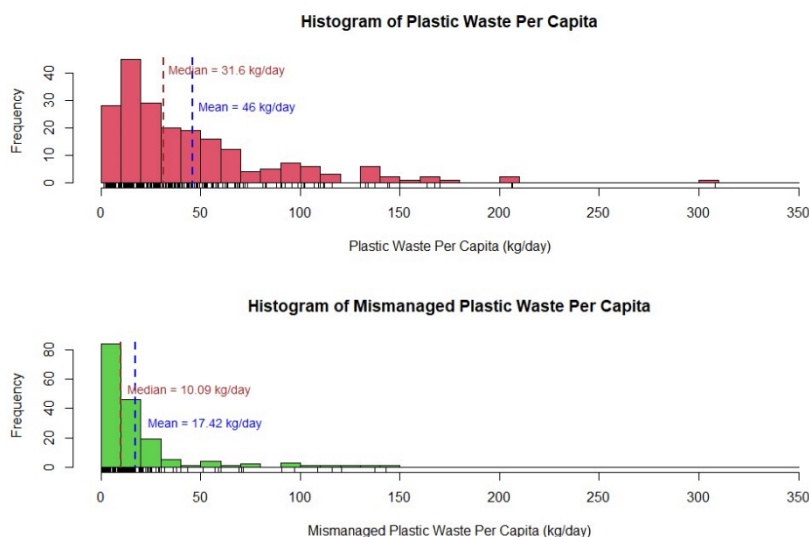 Histogram of Plastic Waste Per Capita
Median = 31.6 kg/day
Mean = 46 kg/day
Frequency
0 10 20 30 40
0 50 100 150 200 250 300 350
Plastic Waste Per Capita (kg/day)
Histogram of Mismanaged Plastic Waste Per Capita
Median = 10.09 kg/day
Mean = 17.42 kg/day
Frequency
0 20 40 60 80
0 50 100 150 200 250 300 350
Mismanaged Plastic Waste Per Capita (kg/day)